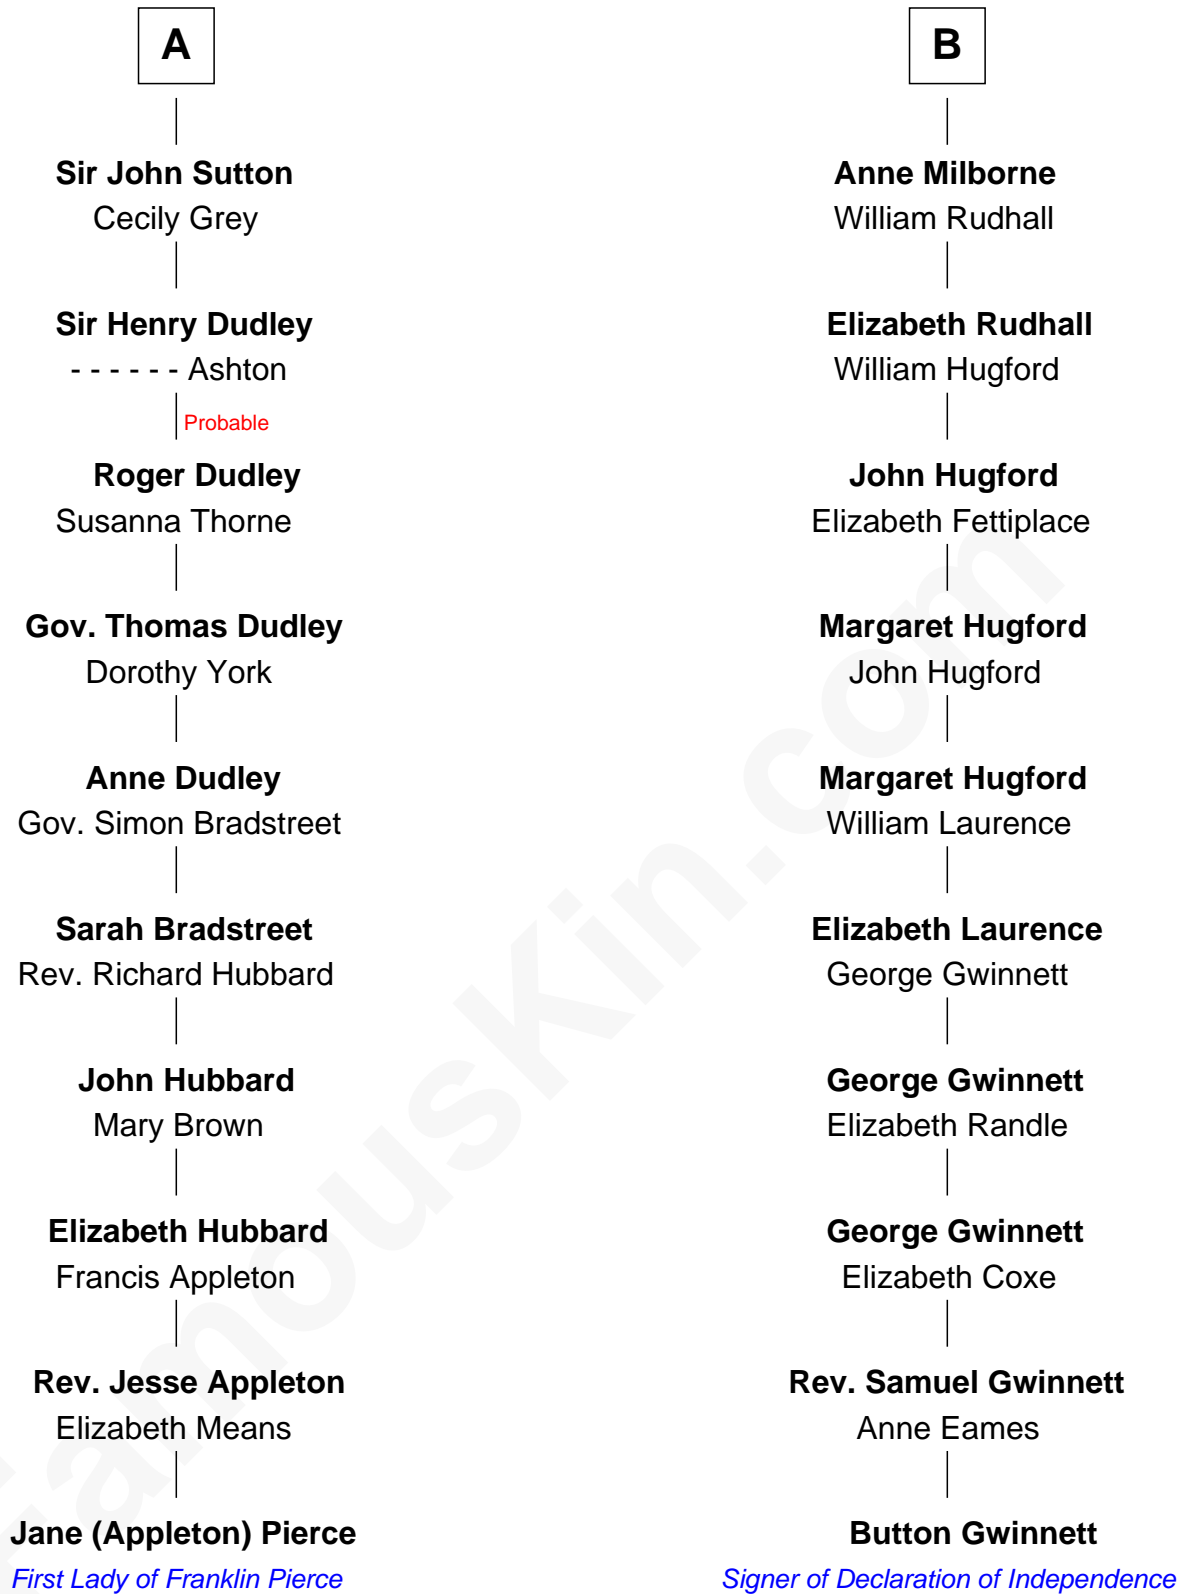 A
Sir John Sutton
Cecily Grey
Sir Henry Dudley
- - - - - - Ashton
Probable
Roger Dudley
Susanna Thorne
Gov. Thomas Dudley
Dorothy York
Anne Dudley
Gov. Simon Bradstreet
Sarah Bradstreet
Rev. Richard Hubbard
John Hubbard
Mary Brown
Elizabeth Hubbard
Francis Appleton
Rev. Jesse Appleton
Elizabeth Means
Jane (Appleton) Pierce
First Lady of Franklin Pierce
B
Anne Milborne
William Rudhall
Elizabeth Rudhall
William Hugford
John Hugford
Elizabeth Fettiplace
Margaret Hugford
John Hugford
Margaret Hugford
William Laurence
Elizabeth Laurence
George Gwinnett
George Gwinnett
Elizabeth Randle
George Gwinnett
Elizabeth Coxe
Rev. Samuel Gwinnett
Anne Eames
Button Gwinnett
Signer of Declaration of Independence
FamousKin.com